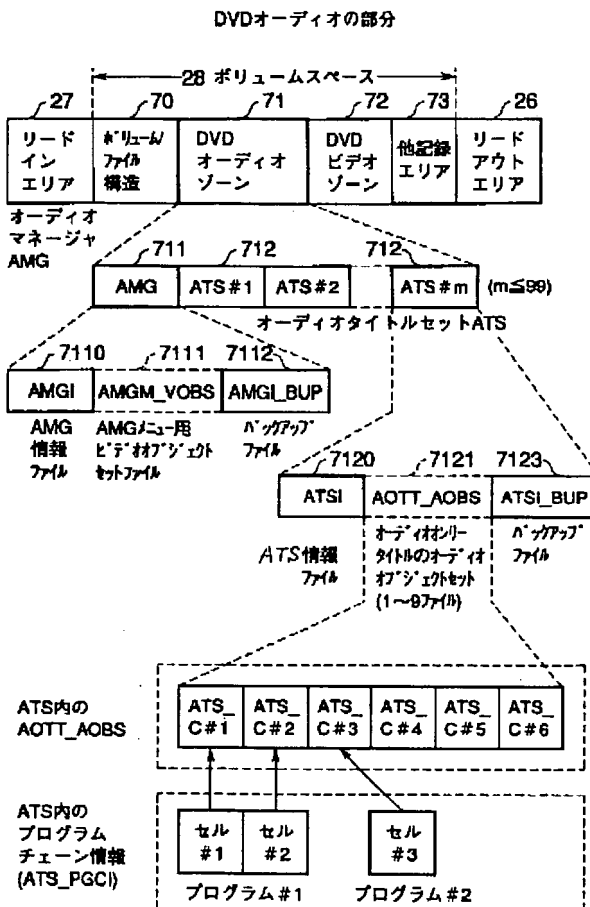 DVDオーディオの部分
28 ボリュームスペース
27 70 71 72 73 26
リード
イン
エリア
ボリューム/
ファイル
構造
DVD
オーディオ
ゾーン
DVD
ビデオ
ゾーン
他記録
エリア
リード
アウト
エリア
オーディオ
マネージャ
AMG
711 712 712
AMG ATS#1 ATS#2 ATS#m (m≦99)
オーディオタイトルセットATS
7110 7111 7112
AMGI AMGM_VOBS AMGI_BUP
AMG
情報
ファイル
AMGメニュー用
ビデオオブジェクト
セットファイル
バックアップ
ファイル
7120 7121 7123
ATSI AOTT_AOBS ATSI_BUP
ATS情報
ファイル
オーディオオンリー
タイトルのオーディオ
オブジェクトセット
(1～9ファイル)
バックアップ
ファイル
ATS内の
AOTT_AOBS
ATS_ ATS_ ATS_ ATS_ ATS_ ATS_
C#1 C#2 C#3 C#4 C#5 C#6
ATS内の
プログラム
チェーン情報
(ATS_PGCI)
セル
#1
セル
#2
セル
#3
プログラム#1 プログラム#2